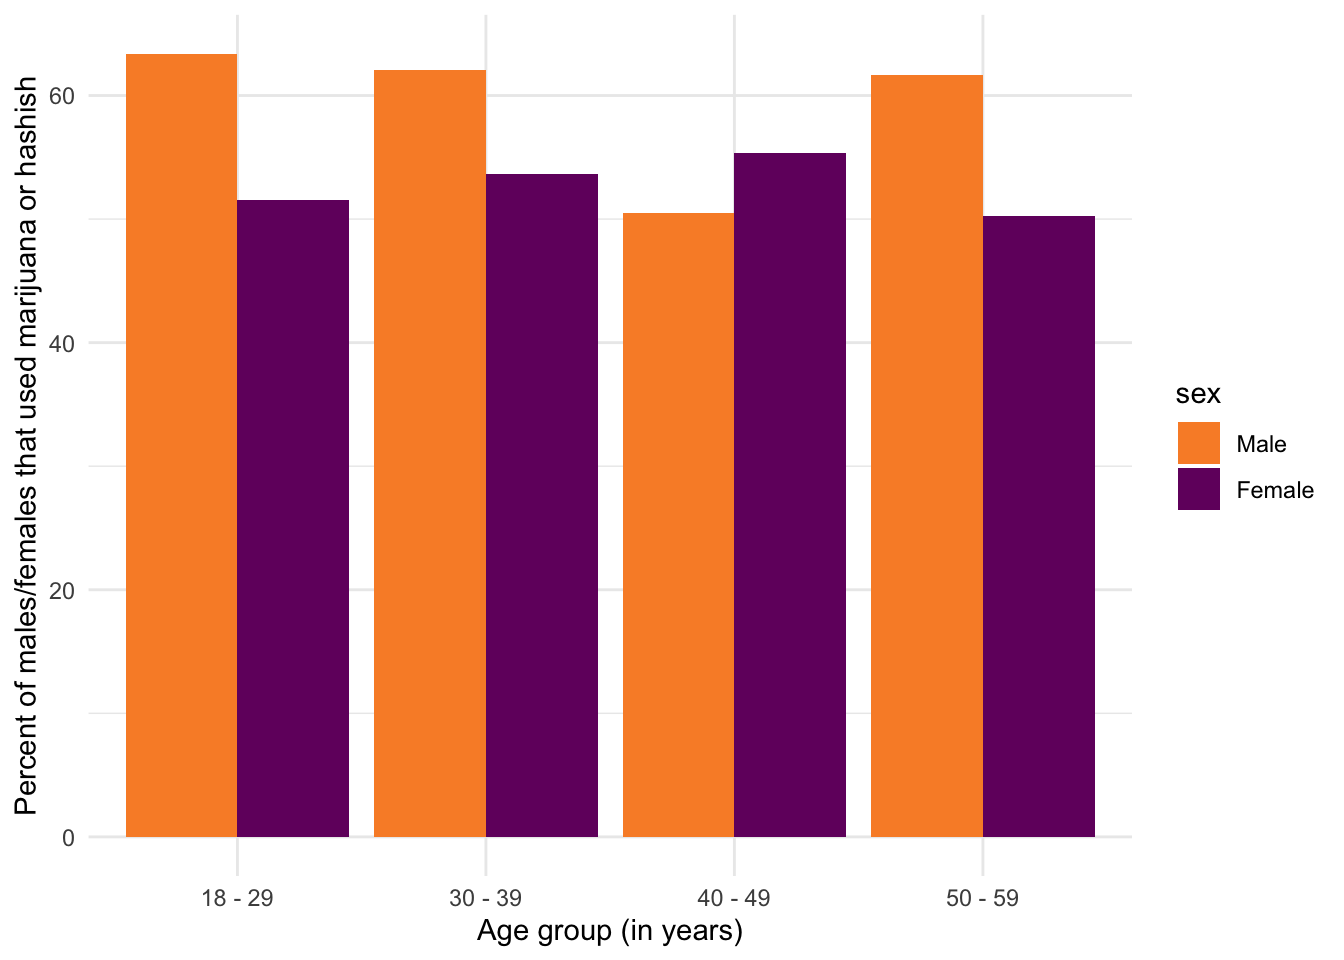 Percent of males/females that used marijuana or hashish
60
40
20
0
18 - 29
30 - 39
40 - 49
50 - 59
Age group (in years)
sex
Male
Female